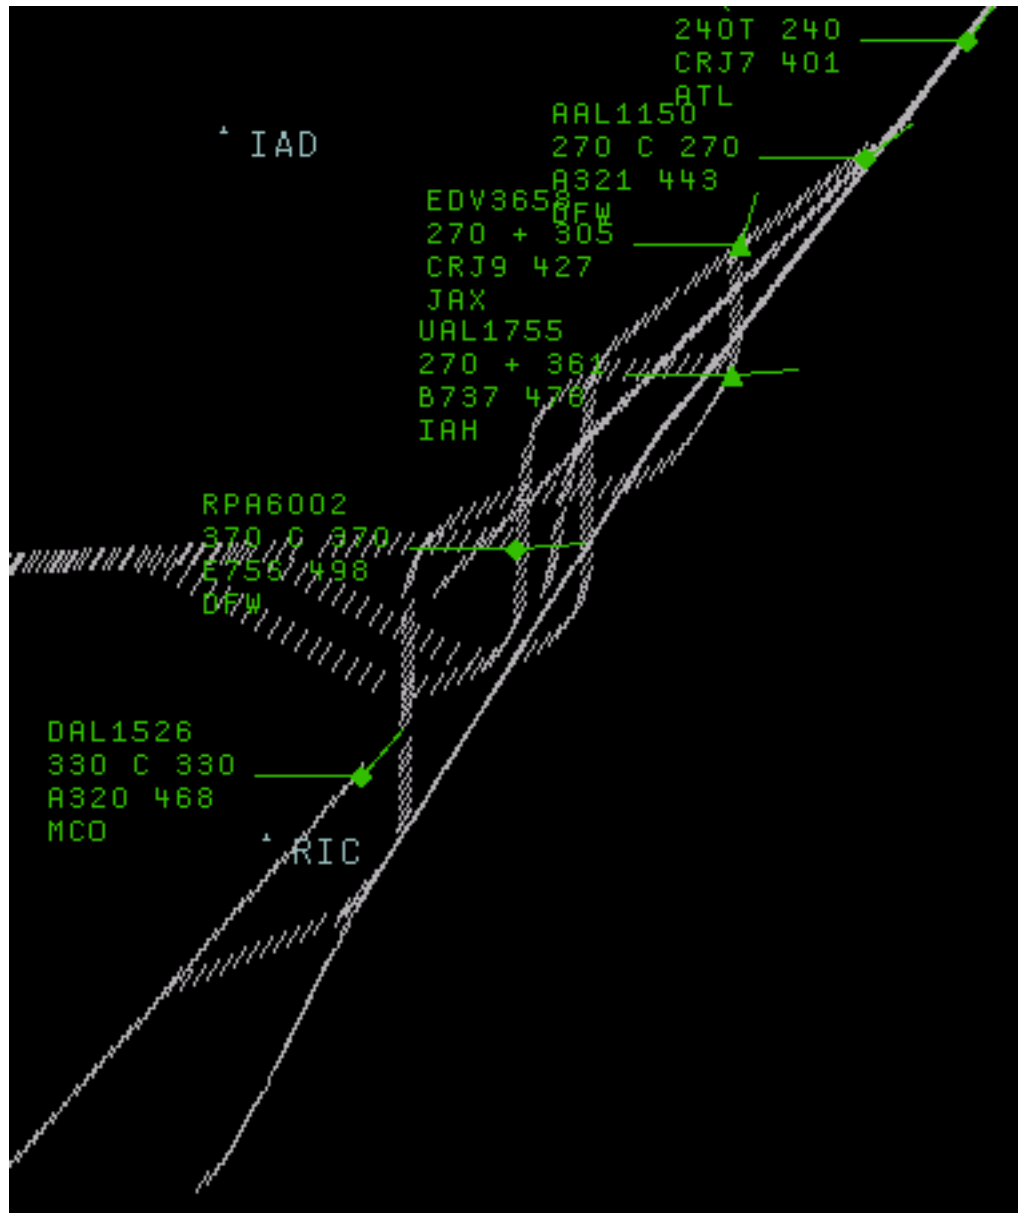 240T 240
CRJ7 401
ATL
IAD
AAL1150
270 C 270
A321 443
DFW
EDV3658
270 + 305
CRJ9 427
JAX
UAL1755
270 + 361
B737 478
IAH
RPA6002
370 C 370
E75S 498
DFW
DAL1526
330 C 330
A320 468
MCO
RIC